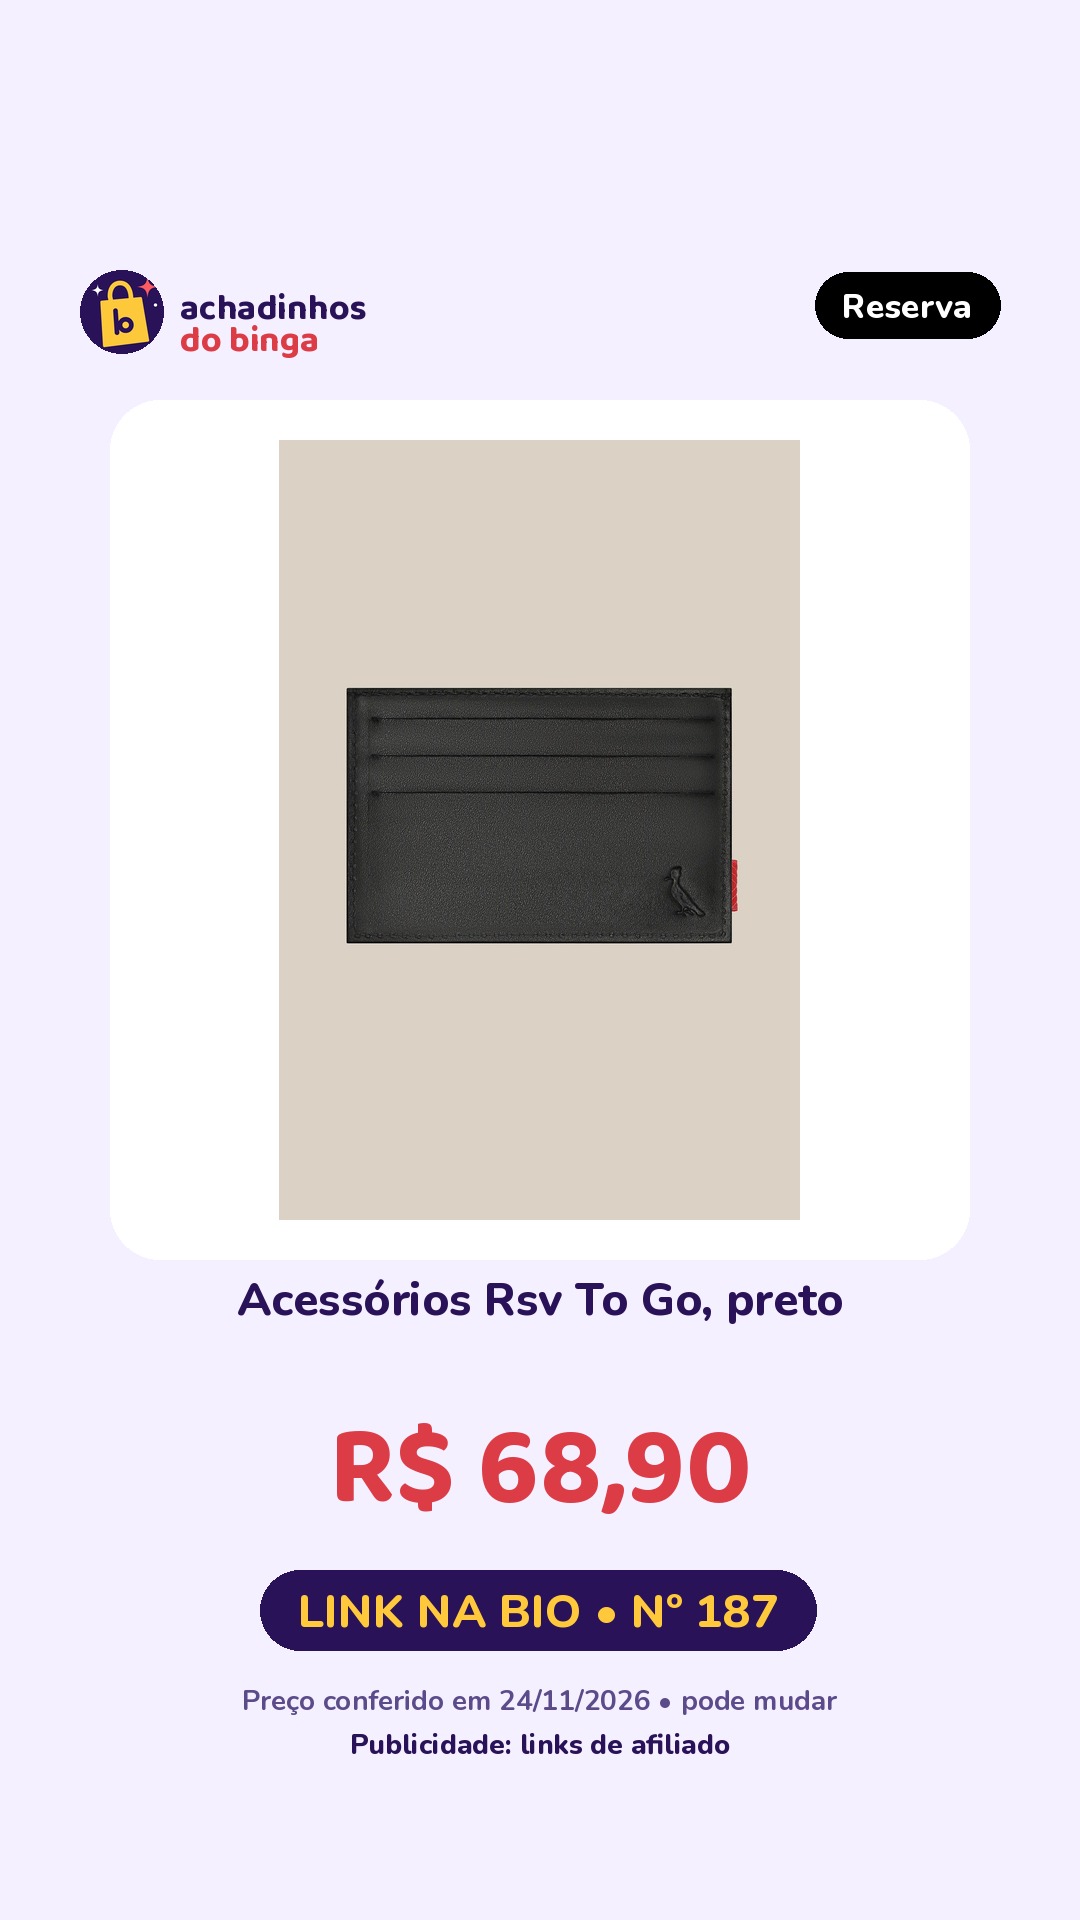 achadinhos
do binga
Reserva
Acessórios Rsv To Go, preto
R$ 68,90
LINK NA BIO • Nº 187
Preço conferido em 24/11/2026 • pode mudar
Publicidade: links de afiliado